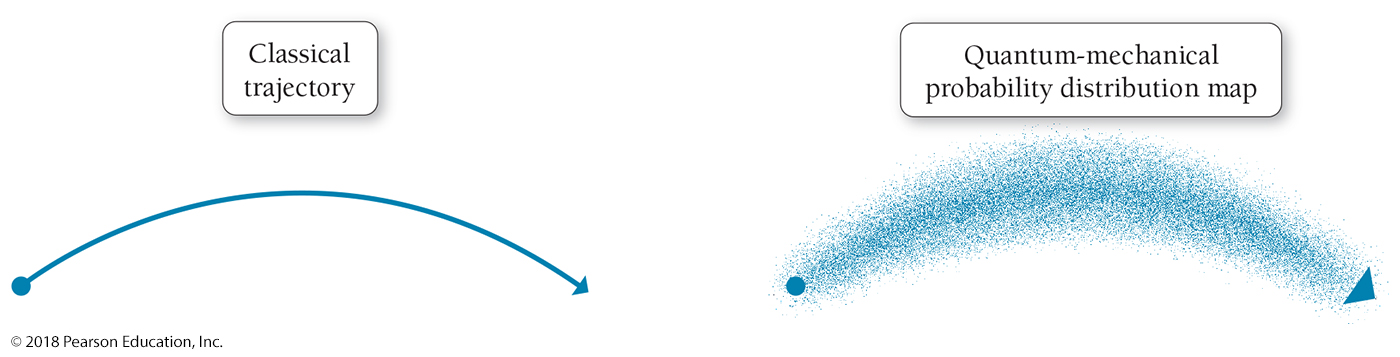 Classical
trajectory
Quantum-mechanical
probability distribution map
© 2018 Pearson Education, Inc.